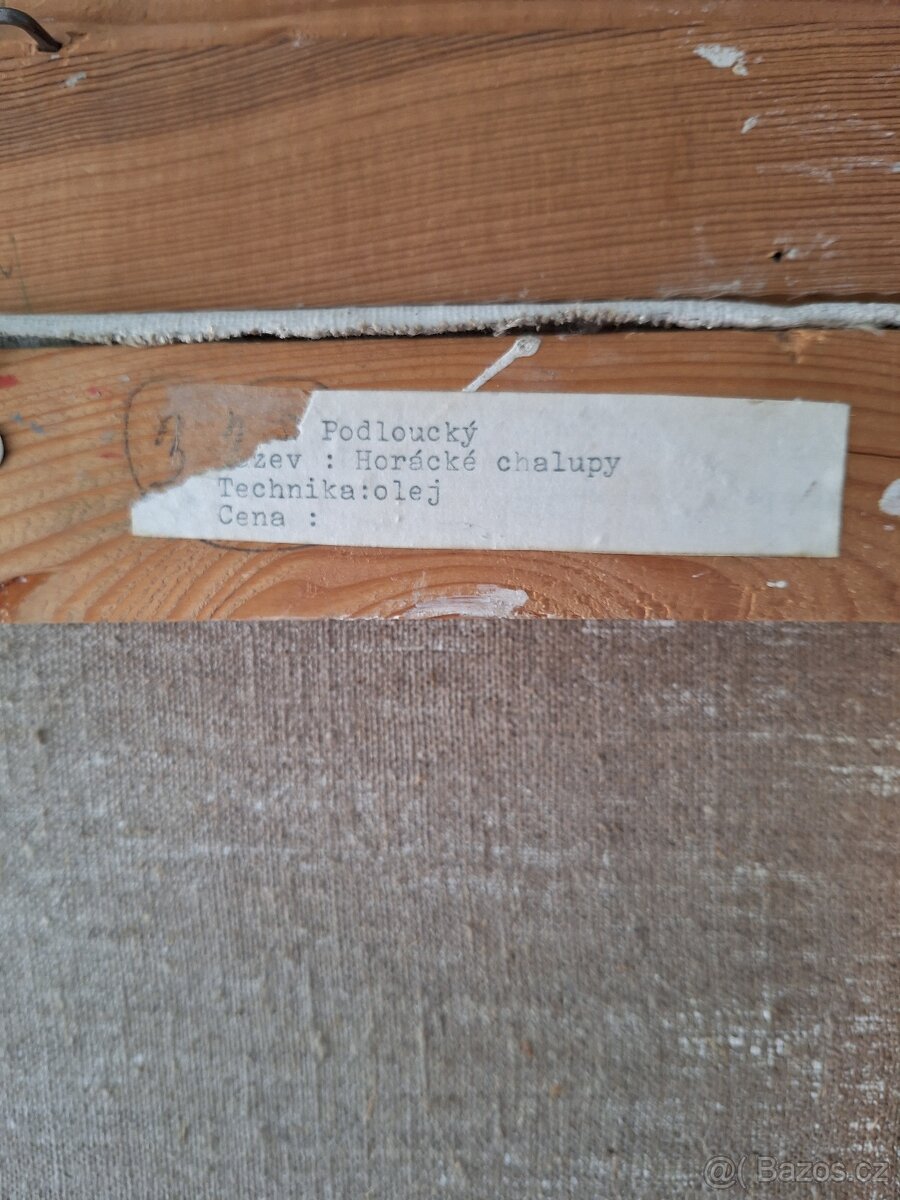 Podloucký
zev : Horácké chalupy
Technika:olej
Cena :
@( Bazos.cz